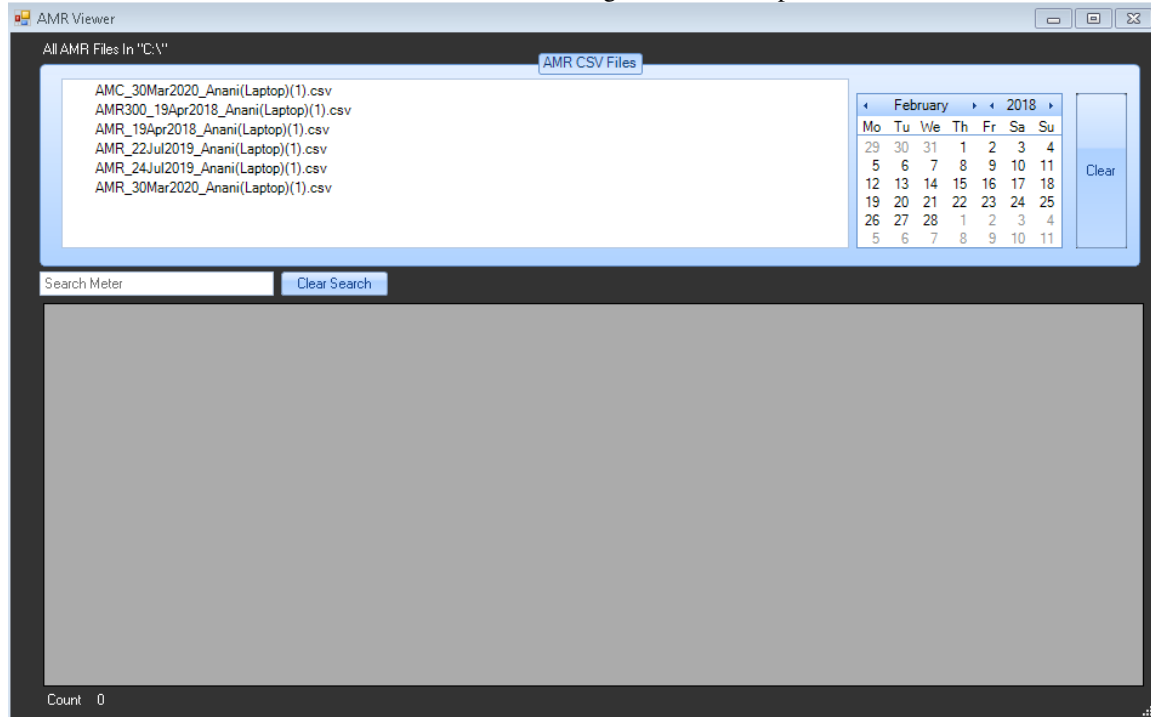 AMR Viewer
All AMR Files In "C:\"
AMR CSV Files
AMC_30Mar2020_Anani(Laptop)(1).csv
AMR300_19Apr2018_Anani(Laptop)(1).csv
AMR_19Apr2018_Anani(Laptop)(1).csv
AMR_22Jul2019_Anani(Laptop)(1).csv
AMR_24Jul2019_Anani(Laptop)(1).csv
AMR_30Mar2020_Anani(Laptop)(1).csv
February 2018
Mo Tu We Th Fr Sa Su
29 30 31 1 2 3 4
5 6 7 8 9 10 11
12 13 14 15 16 17 18
19 20 21 22 23 24 25
26 27 28 1 2 3 4
5 6 7 8 9 10 11
Clear
Search Meter
Clear Search
Count 0